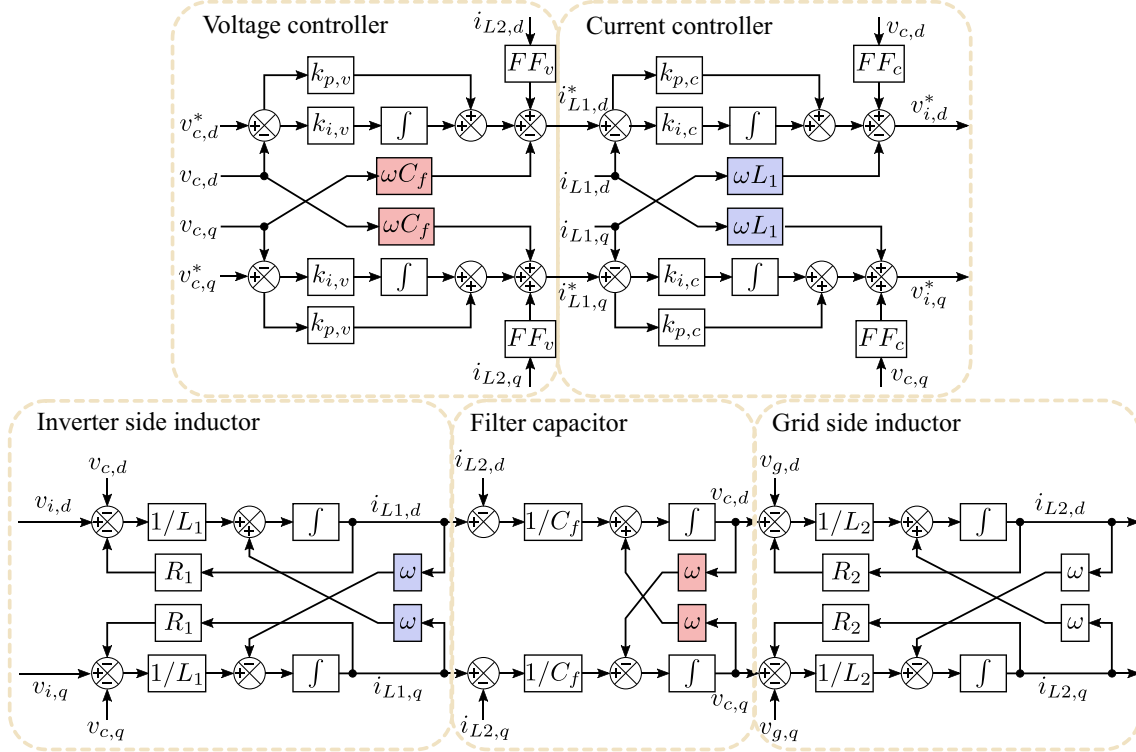 Voltage controller
i_{L2,d}
Current controller
v_{c,d}
k_{p,v}
FF_v
k_{p,c}
FF_c
v^*_{c,d}
k_{i,v}
∫
i^*_{L1,d}
k_{i,c}
∫
v^*_{i,d}
v_{c,d}
ωC_f
i_{L1,d}
ωL_1
v_{c,q}
ωC_f
i_{L1,q}
ωL_1
v^*_{c,q}
k_{i,v}
∫
i^*_{L1,q}
k_{i,c}
∫
v^*_{i,q}
k_{p,v}
FF_v
k_{p,c}
FF_c
i_{L2,q}
v_{c,q}
Inverter side inductor
Filter capacitor
Grid side inductor
v_{c,d}
i_{L2,d}
v_{g,d}
v_{i,d}
1/L_1
∫
i_{L1,d}
1/C_f
∫
v_{c,d}
1/L_2
∫
i_{L2,d}
R_1
ω
ω
R_2
ω
R_1
ω
ω
R_2
ω
v_{i,q}
1/L_1
∫
i_{L1,q}
1/C_f
∫
v_{c,q}
1/L_2
∫
i_{L2,q}
v_{c,q}
i_{L2,q}
v_{g,q}